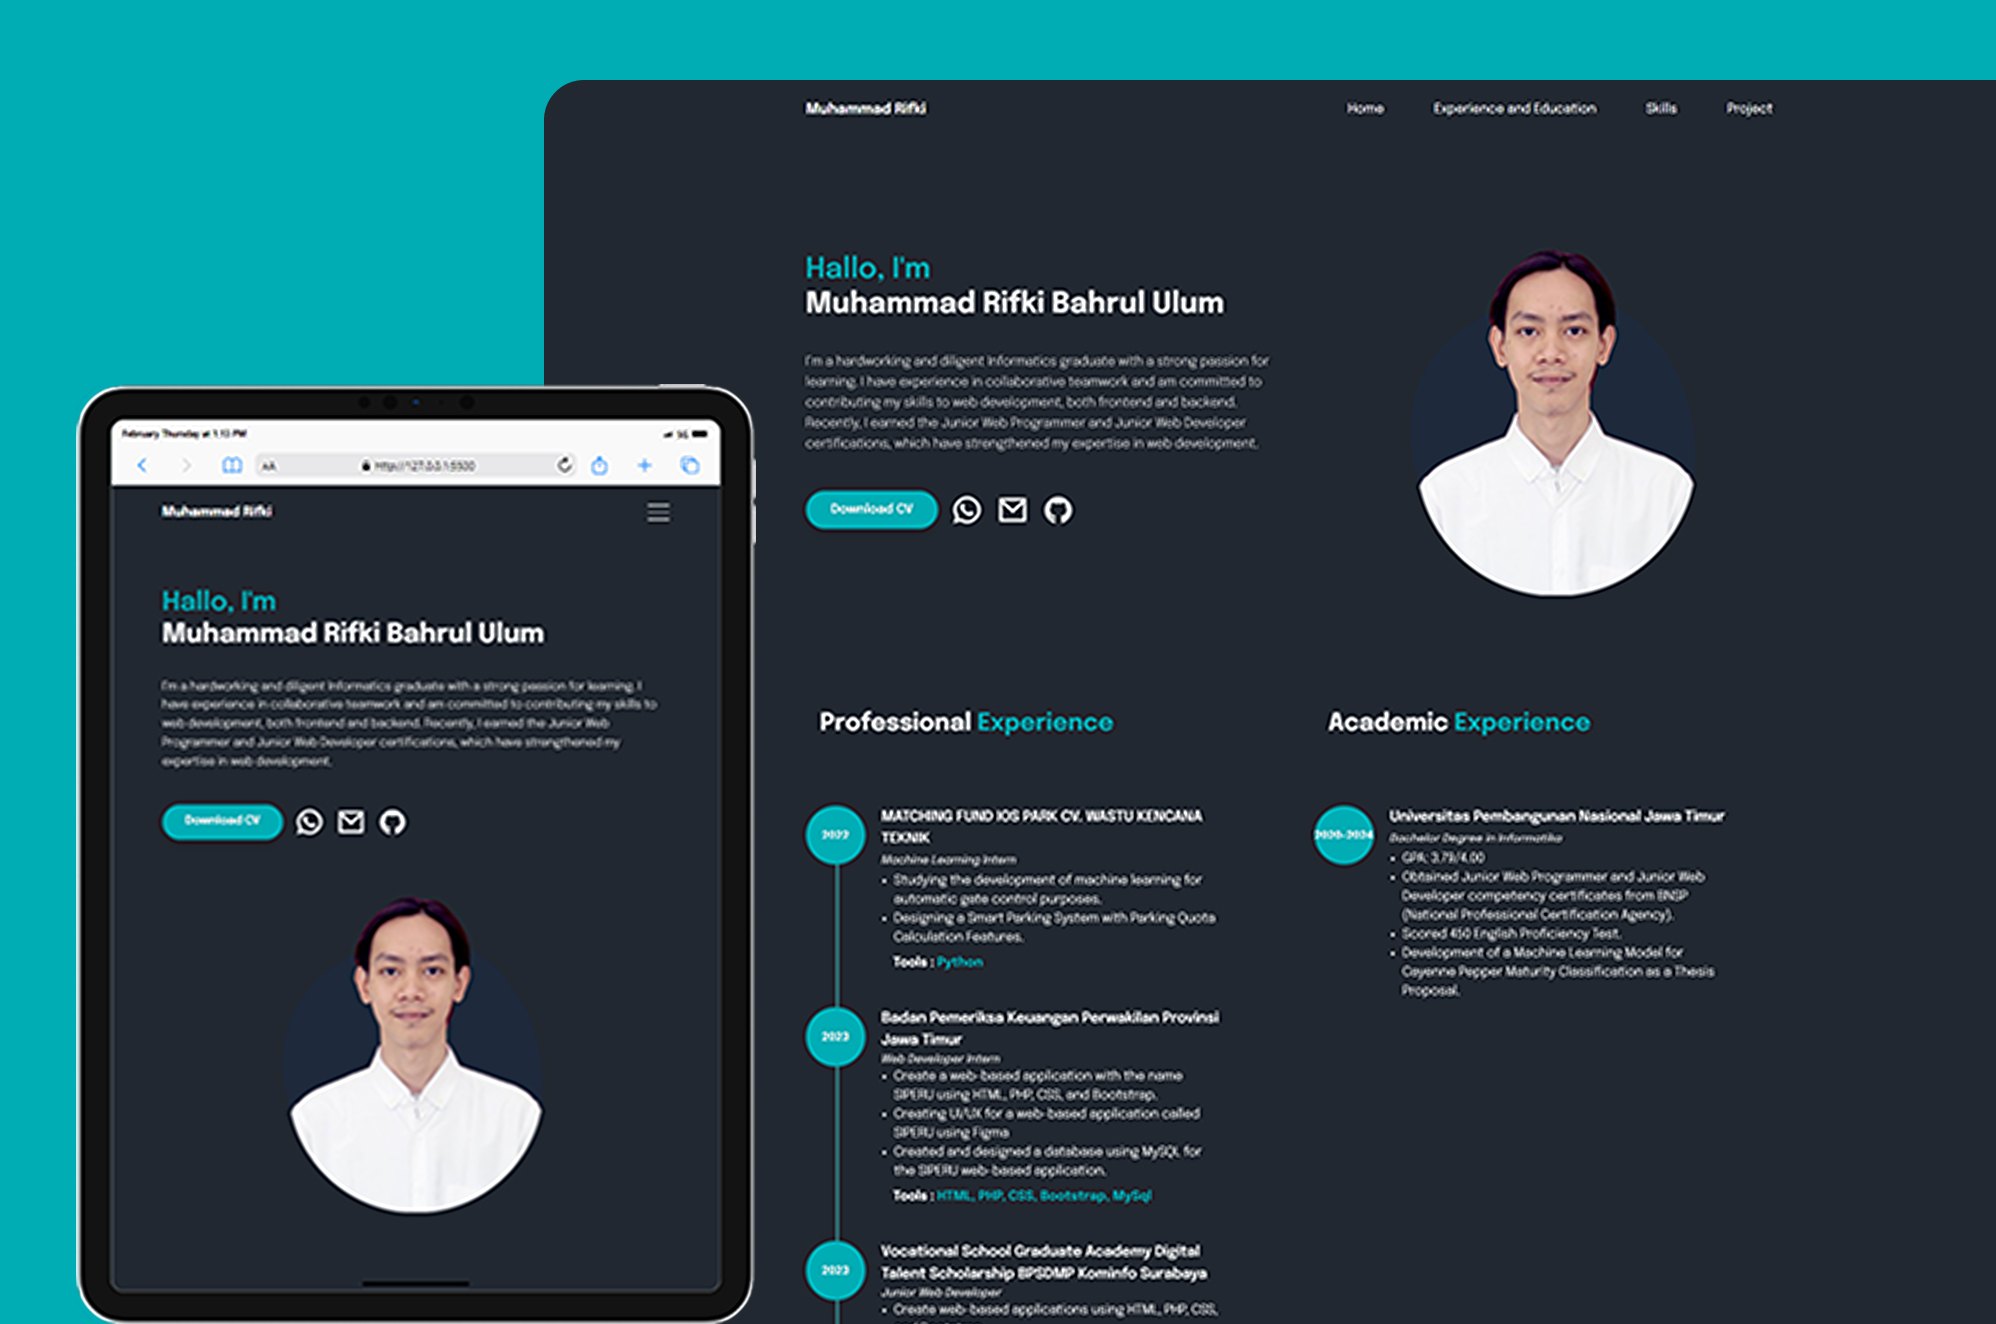 Muhammad Rifki
Home
Experience and Education
Skills
Project
Hallo, I'm
Muhammad Rifki Bahrul Ulum
I'm a hardworking and diligent Informatics graduate with a strong passion for
learning. I have experience in collaborative teamwork and am committed to
contributing my skills to web development, both frontend and backend.
Recently, I earned the Junior Web Programmer and Junior Web Developer
certifications, which have strengthened my expertise in web development.
Download CV
Professional Experience
2022
MATCHING FUND IOS PARK CV. WASTU KENCANA
TEKNIK
Machine Learning Intern
• Studying the development of machine learning for
automatic gate control purposes.
• Designing a Smart Parking System with Parking Quota
Calculation Features.
Tools : Python
2023
Badan Pemeriksa Keuangan Perwakilan Provinsi
Jawa Timur
Web Developer Intern
• Create a web-based application with the name
SIPERU using HTML, PHP, CSS, and Bootstrap.
• Creating UI/UX for a web-based application called
SIPERU using Figma
• Created and designed a database using MySQL for
the SIPERU web-based application.
Tools : HTML, PHP, CSS, Bootstrap, MySql
2023
Vocational School Graduate Academy Digital
Talent Scholarship BPSDMP Kominfo Surabaya
Junior Web Developer
• Create web-based applications using HTML, PHP, CSS,
Academic Experience
2020-2024
Universitas Pembangunan Nasional Jawa Timur
Bachelor Degree in Informatika
• GPA: 3.79/4.00
• Obtained Junior Web Programmer and Junior Web
Developer competency certificates from BNSP
(National Professional Certification Agency).
• Scored 450 English Proficiency Test.
• Development of a Machine Learning Model for
Cayenne Pepper Maturity Classification as a Thesis
Proposal.
February Thursday at 1:13 PM
5G
AA
http://127.0.0.1:5500
Muhammad Rifki
Hallo, I'm
Muhammad Rifki Bahrul Ulum
I'm a hardworking and diligent Informatics graduate with a strong passion for learning. I
have experience in collaborative teamwork and am committed to contributing my skills to
web development, both frontend and backend. Recently, I earned the Junior Web
Programmer and Junior Web Developer certifications, which have strengthened my
expertise in web development.
Download CV